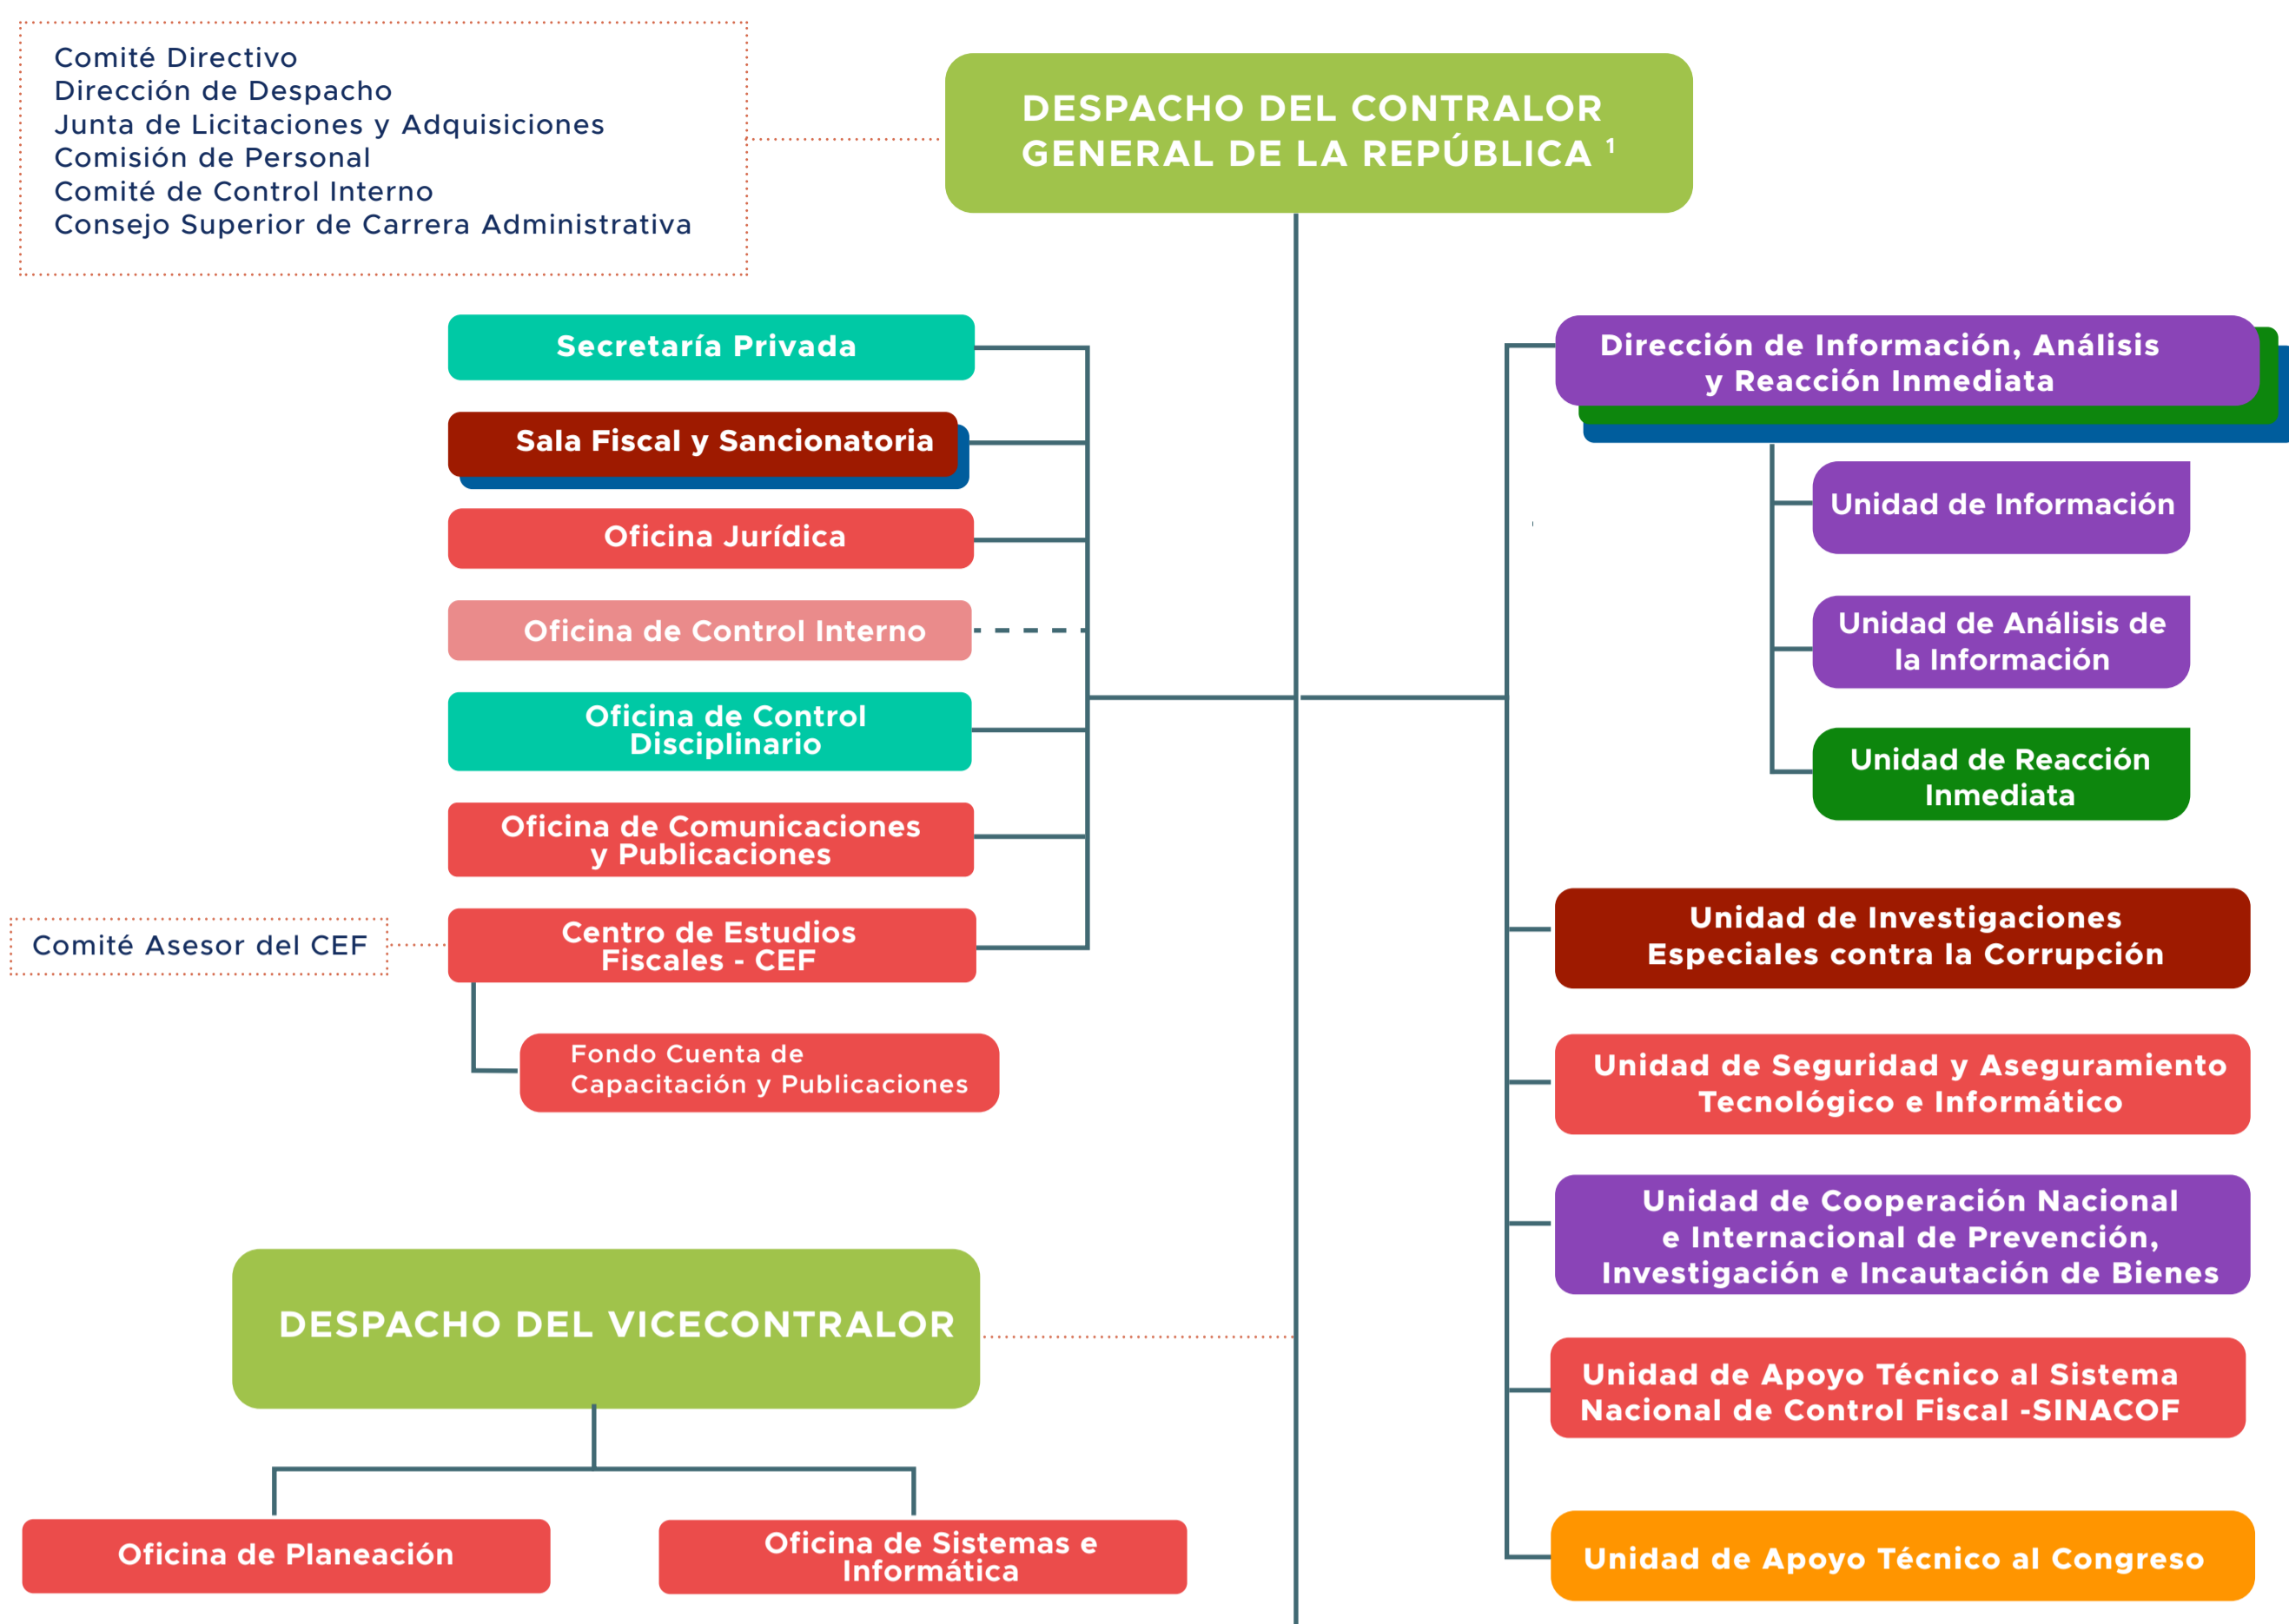 Comité Directivo
Dirección de Despacho
Junta de Licitaciones y Adquisiciones
Comisión de Personal
Comité de Control Interno
Consejo Superior de Carrera Administrativa
DESPACHO DEL CONTRALOR
GENERAL DE LA REPÚBLICA ¹
Secretaría Privada
Sala Fiscal y Sancionatoria
Oficina Jurídica
Oficina de Control Interno
Oficina de Control
Disciplinario
Oficina de Comunicaciones
y Publicaciones
Comité Asesor del CEF
Centro de Estudios
Fiscales - CEF
Fondo Cuenta de
Capacitación y Publicaciones
Dirección de Información, Análisis
y Reacción Inmediata
Unidad de Información
Unidad de Análisis de
la Información
Unidad de Reacción
Inmediata
Unidad de Investigaciones
Especiales contra la Corrupción
Unidad de Seguridad y Aseguramiento
Tecnológico e Informático
Unidad de Cooperación Nacional
e Internacional de Prevención,
Investigación e Incautación de Bienes
Unidad de Apoyo Técnico al Sistema
Nacional de Control Fiscal -SINACOF
Unidad de Apoyo Técnico al Congreso
DESPACHO DEL VICECONTRALOR
Oficina de Planeación
Oficina de Sistemas e
Informática